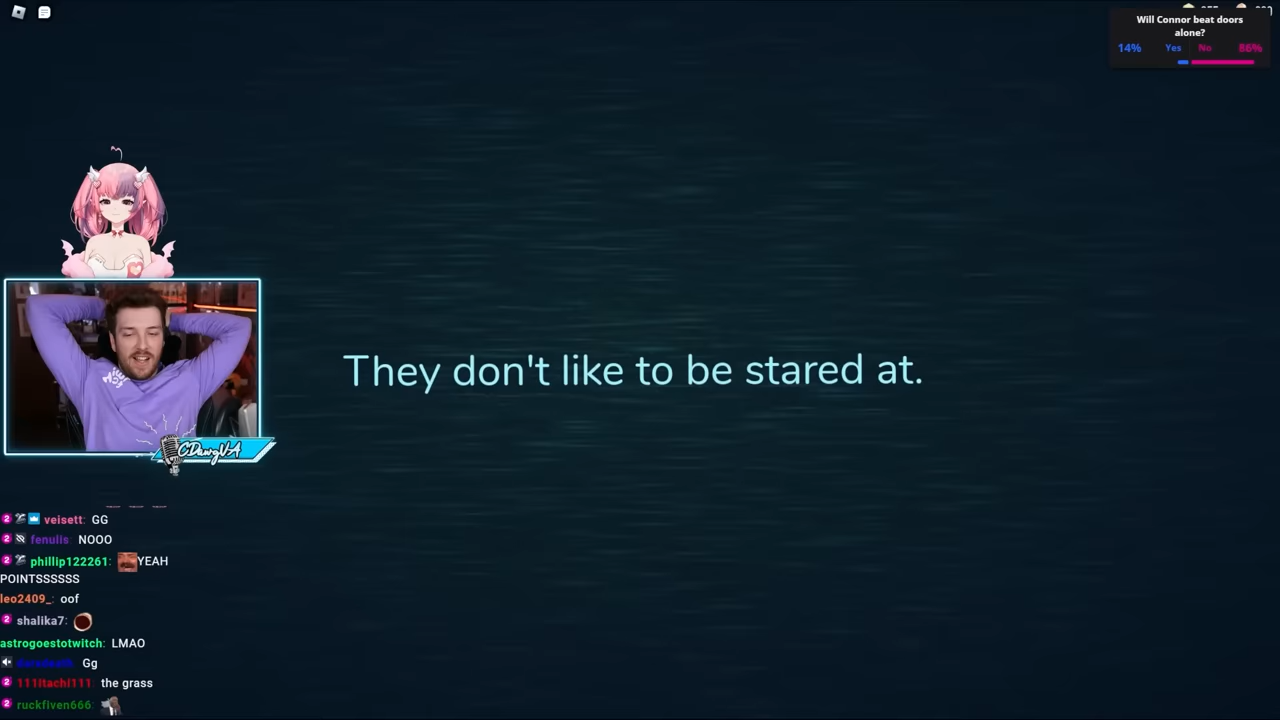 Will Connor beat doors
alone?
14% Yes No 86%
They don't like to be stared at.
CDawgVA
veisett: GG
fenulis: NOOO
phillip122261: YEAH
POINTSSSSSS
leo2409_: oof
shalika7:
astrogoestotwitch: LMAO
Gg
111itachi111: the grass
ruckfiven666: